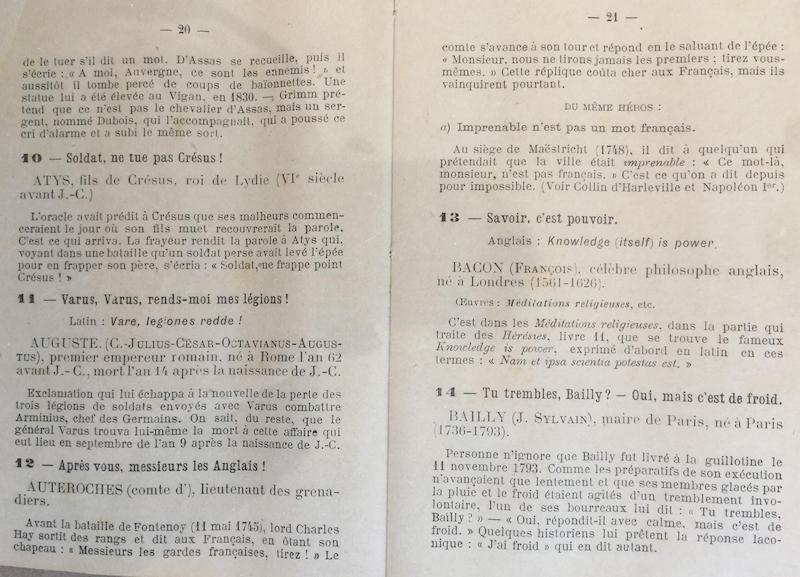 — 20 —
de le tuer s'il dit un mot. D'Assas se recueille, puis il
s'écrie : « A moi, Auvergne, ce sont les ennemis ! » et
aussitôt il tombe percé de coups de baïonnettes. Une
statue lui a été élevée au Vigan, en 1830. — Grimm pré-
tend que ce n'est pas le chevalier d'Assas, mais un ser-
gent, nommé Dubois, qui l'accompagnait, qui a poussé ce
cri d'alarme et a subi le même sort.
10 — Soldat, ne tue pas Crésus !
ATYS, fils de Crésus, roi de Lydie (VIe siècle
avant J.-C.)
L'oracle avait prédit à Crésus que ses malheurs commen-
ceraient le jour où son fils muet recouvrerait la parole.
C'est ce qui arriva. La frayeur rendit la parole à Atys qui,
voyant dans une bataille qu'un soldat perse avait levé l'épée
pour en frapper son père, s'écria : « Soldat, ne frappe point
Crésus ! »
11 — Varus, Varus, rends-moi mes légions !
Latin : Vare, legiones redde !
AUGUSTE (C.-JULIUS-CÉSAR-OCTAVIANUS-AUGUS-
TUS), premier empereur romain, né à Rome l'an 62
avant J.-C., mort l'an 14 après la naissance de J.-C.
Exclamation qui lui échappa à la nouvelle de la perte des
trois légions de soldats envoyés avec Varus combattre
Arminius, chef des Germains. On sait, du reste, que le
général Varus trouva lui-même la mort à cette affaire qui
eut lieu en septembre de l'an 9 après la naissance de J.-C.
12 — Après vous, messieurs les Anglais !
AUTEROCHES (comte d'), lieutenant des grena-
diers.
Avant la bataille de Fontenoy (11 mai 1745), lord Charles
Hay sortit des rangs et dit aux Français, en ôtant son
chapeau : « Messieurs les gardes françaises, tirez ! » Le
— 21 —
comte s'avance à son tour et répond en le saluant de l'épée :
« Monsieur, nous ne tirons jamais les premiers ; tirez vous-
mêmes. » Cette réplique coûta cher aux Français, mais ils
vainquirent pourtant.
DU MÊME HÉROS :
a) Imprenable n'est pas un mot français.
Au siège de Maëstricht (1748), il dit à quelqu'un qui
prétendait que la ville était imprenable : « Ce mot-là,
monsieur, n'est pas français. » C'est ce qu'on a dit depuis
pour impossible. (Voir Collin d'Harleville et Napoléon Ier.)
13 — Savoir, c'est pouvoir.
Anglais : Knowledge (itself) is power.
BACON (FRANÇOIS), célèbre philosophe anglais,
né à Londres (1561-1626).
Œuvres : Méditations religieuses, etc.
C'est dans les Méditations religieuses, dans la partie qui
traite des Hérésies, livre 11, que se trouve le fameux
Knowledge is power, exprimé d'abord en latin en ces
termes : « Nam et ipsa scientia potestas est. »
14 — Tu trembles, Bailly ? — Oui, mais c'est de froid.
BAILLY (J. SYLVAIN), maire de Paris, né à Paris
(1736-1793).
Personne n'ignore que Bailly fut livré à la guillotine le
11 novembre 1793. Comme les préparatifs de son exécution
n'avançaient que lentement et que ses membres glacés par
la pluie et le froid étaient agités d'un tremblement invo-
lontaire, l'un de ses bourreaux lui dit : « Tu trembles,
Bailly ? » — « Oui, répondit-il avec calme, mais c'est de
froid. » Quelques historiens lui prêtent la réponse laco-
nique : « J'ai froid » qui en dit autant.